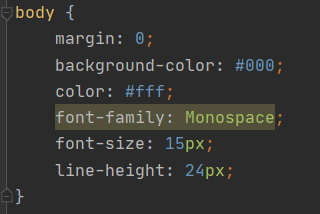 body {
margin: 0;
background-color: #000;
color: #fff;
font-family: Monospace;
font-size: 15px;
line-height: 24px;
}